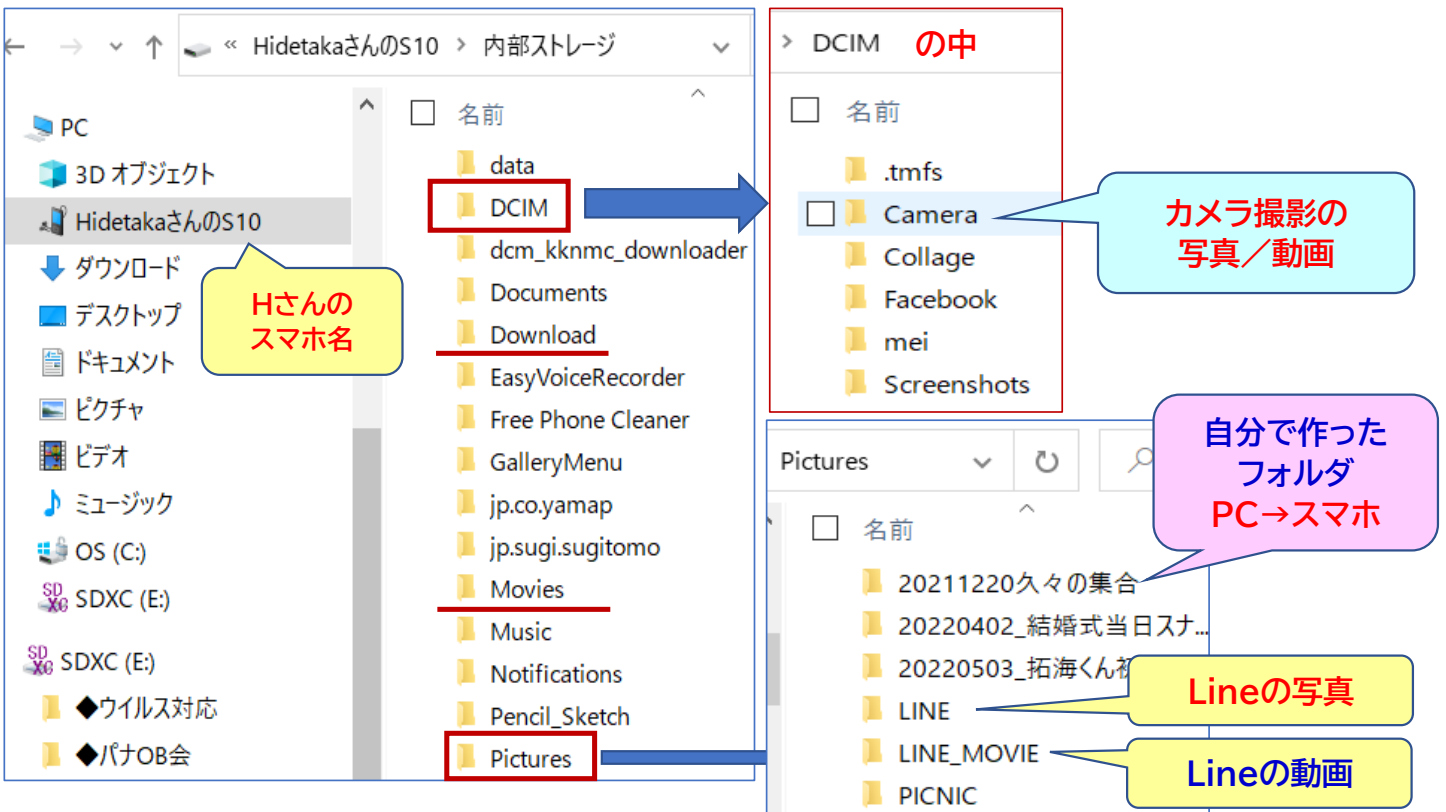 « HidetakaさんのS10 > 内部ストレージ
PC
3D オブジェクト
HidetakaさんのS10
ダウンロード
デスクトップ
ドキュメント
ピクチャ
ビデオ
ミュージック
OS (C:)
SDXC (E:)
SD XC SDXC (E:)
◆ウイルス対応
◆パナOB会
Hさんの
スマホ名
名前
data
DCIM
dcm_kknmc_downloader
Documents
Download
EasyVoiceRecorder
Free Phone Cleaner
GalleryMenu
jp.co.yamap
jp.sugi.sugitomo
Movies
Music
Notifications
Pencil_Sketch
Pictures
> DCIM の中
名前
.tmfs
Camera
Collage
Facebook
mei
Screenshots
カメラ撮影の
写真／動画
Pictures
名前
20211220久々の集合
20220402_結婚式当日スナ...
20220503_拓海くん初
LINE
LINE_MOVIE
PICNIC
自分で作った
フォルダ
PC→スマホ
Lineの写真
Lineの動画